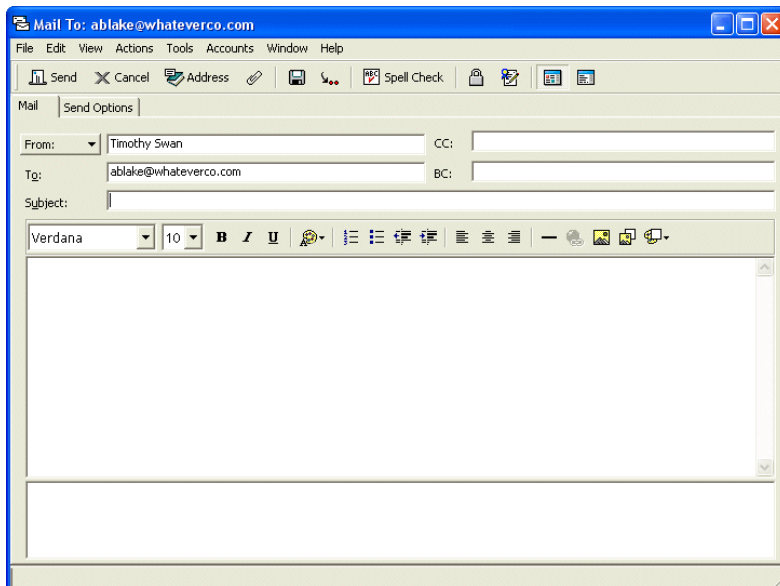 Mail To: ablake@whateverco.com
File Edit View Actions Tools Accounts Window Help
Send Cancel Address ABC Spell Check
Mail Send Options
From: Timothy Swan CC:
To: ablake@whateverco.com BC:
Subject:
Verdana 10 B I U